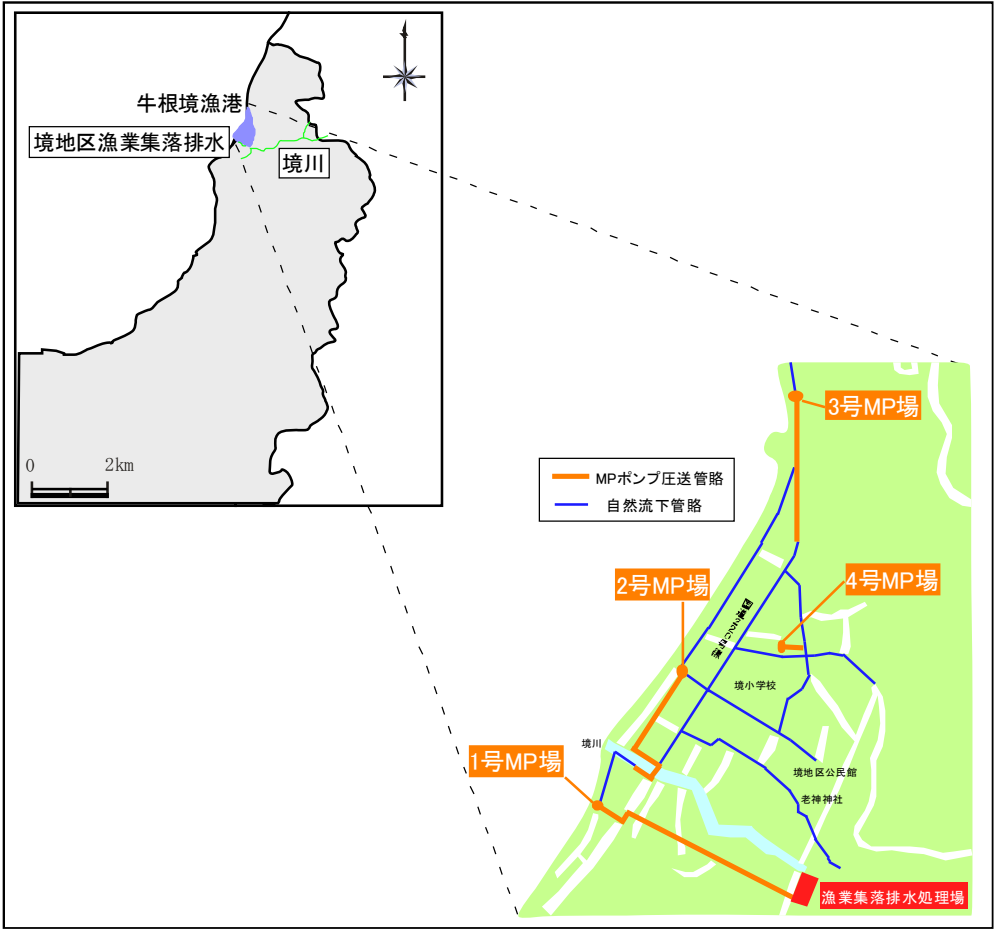 牛根境漁港
境地区漁業集落排水
境川
0 2km
3号MP場
MPポンプ圧送管路
自然流下管路
2号MP場
4号MP場
境小学校
境川
1号MP場
境地区公民館
老神神社
漁業集落排水処理場